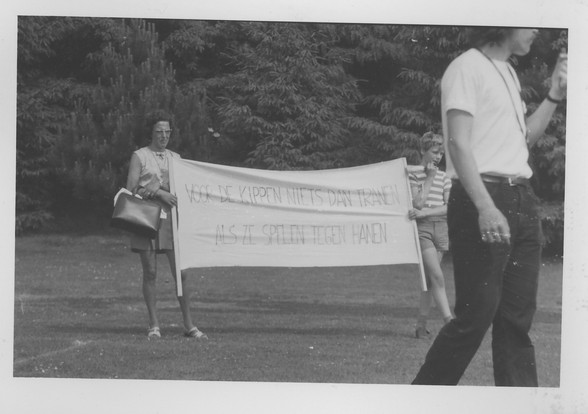 VOOR DE KIPPEN NIETS DAN TRANEN
ALS ZE SPELEN TEGEN HANEN